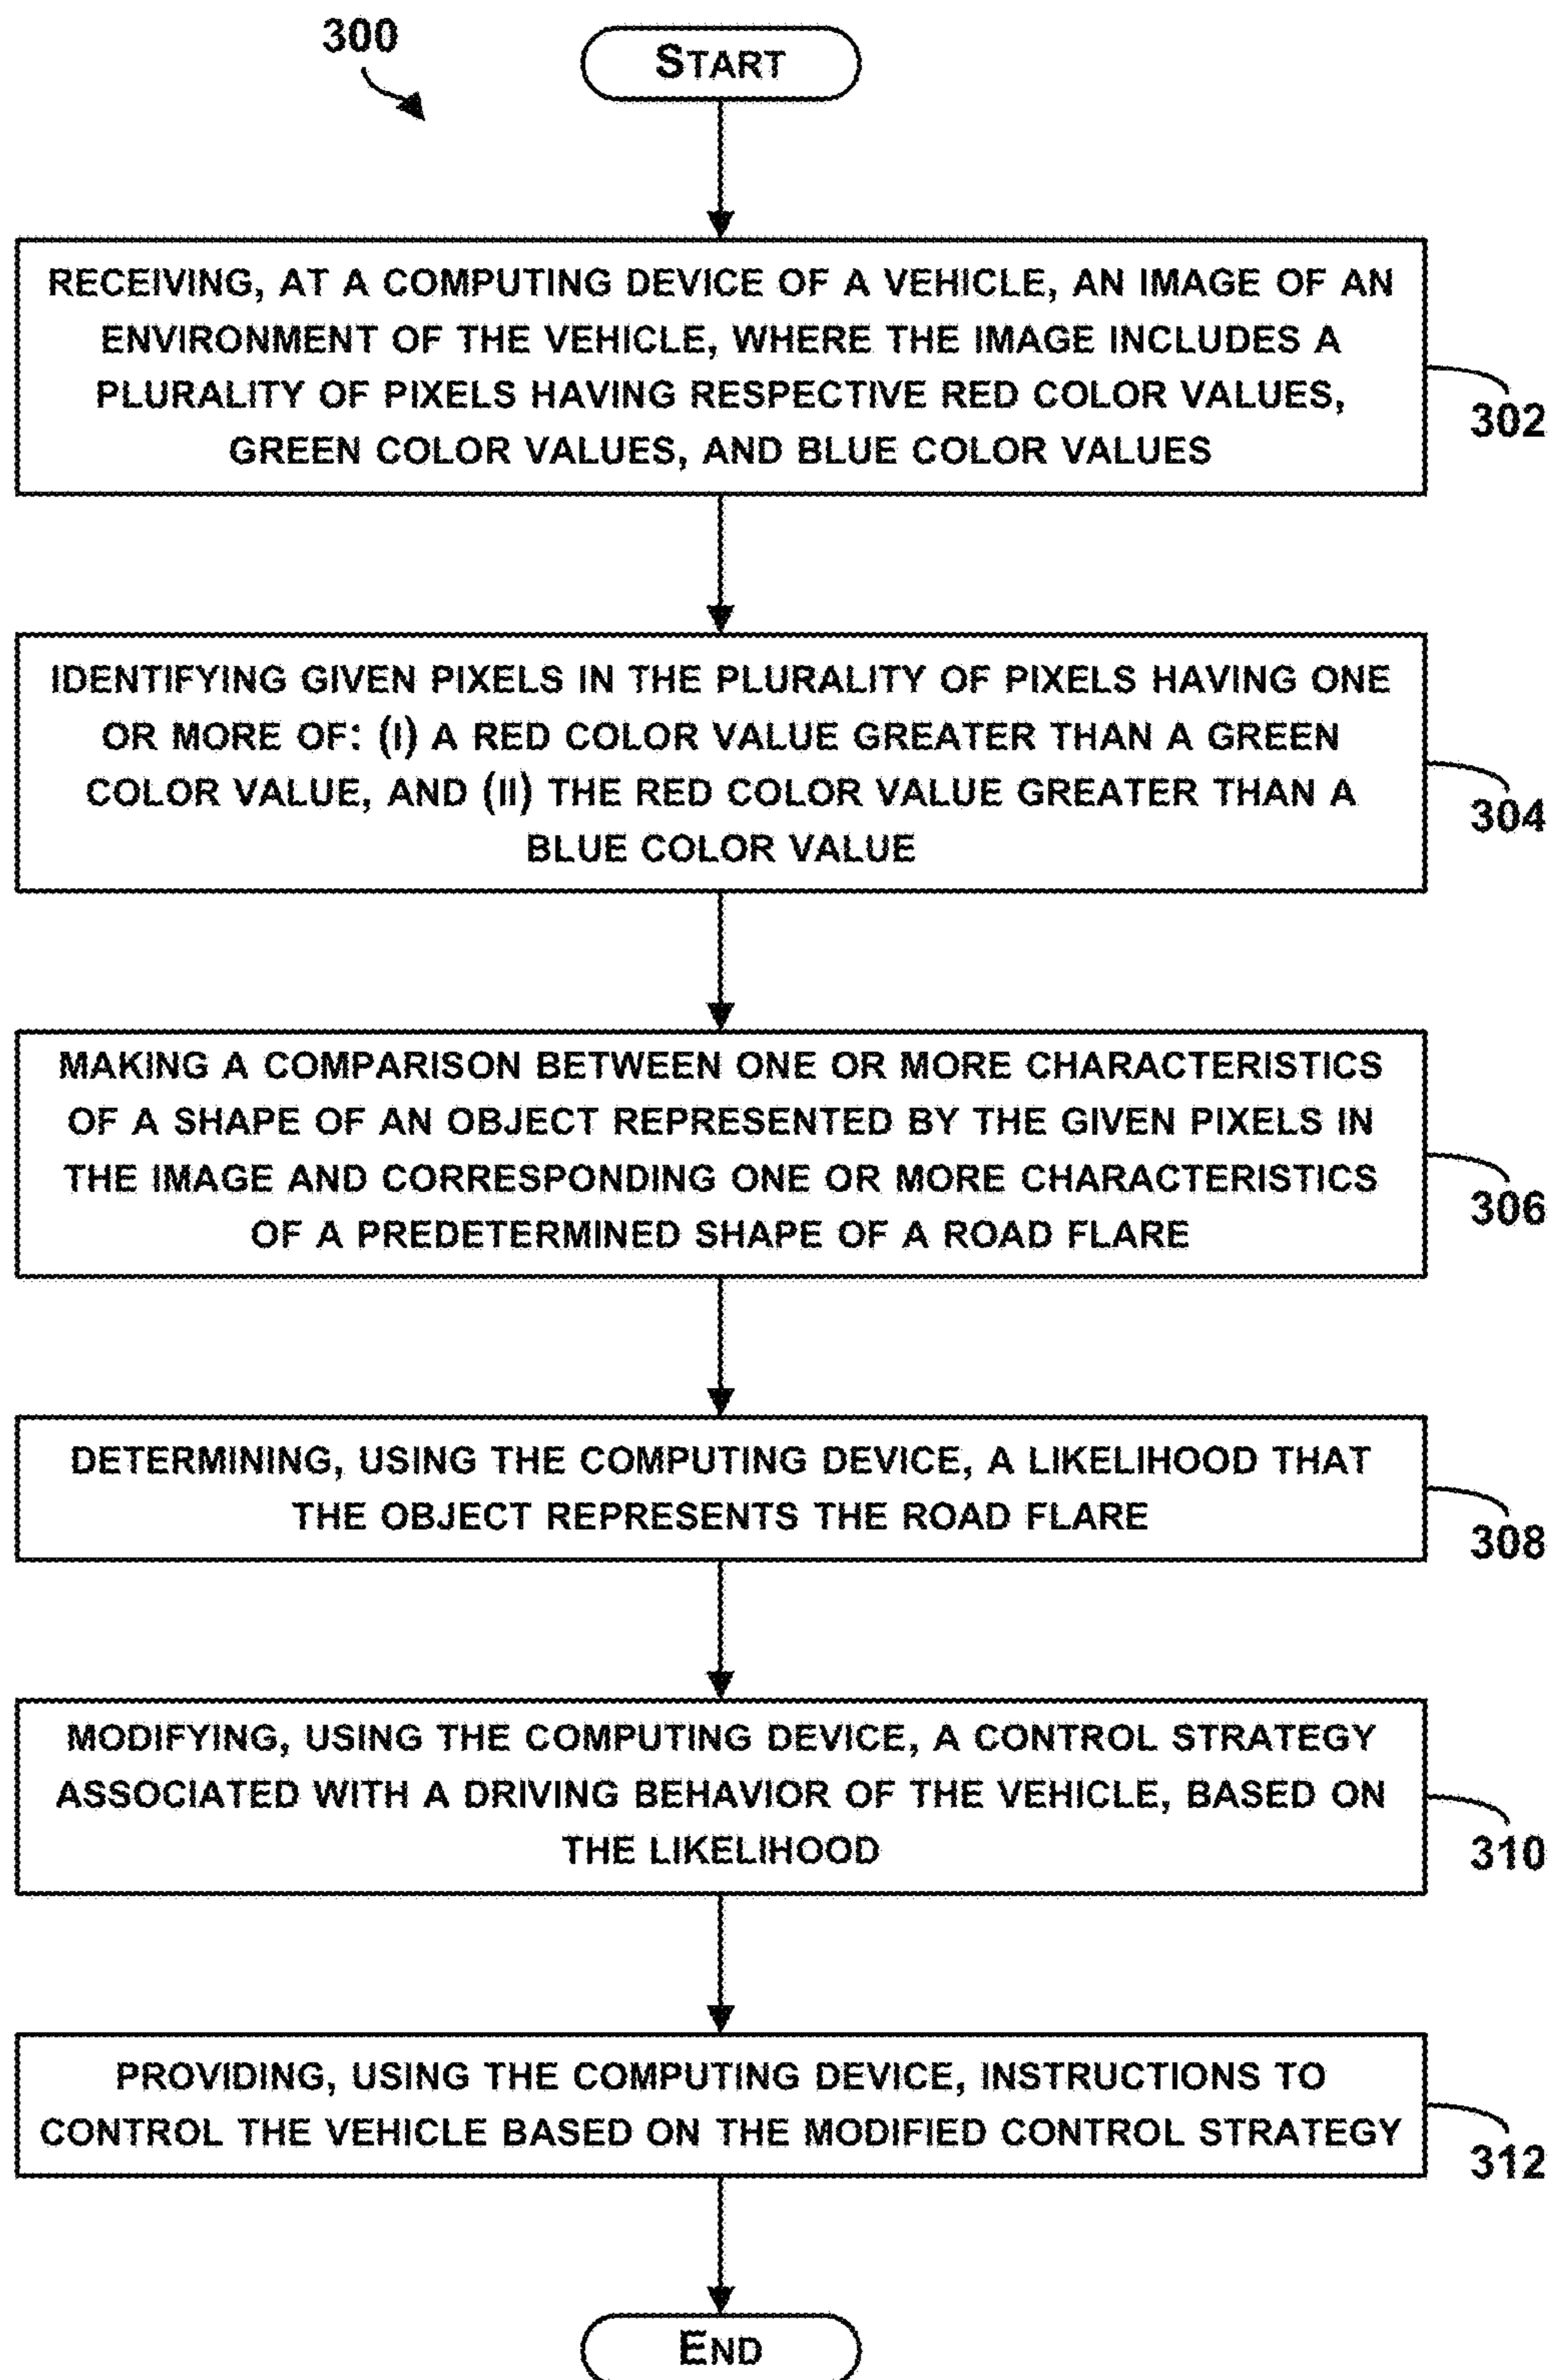 300
START
RECEIVING, AT A COMPUTING DEVICE OF A VEHICLE, AN IMAGE OF AN
ENVIRONMENT OF THE VEHICLE, WHERE THE IMAGE INCLUDES A
PLURALITY OF PIXELS HAVING RESPECTIVE RED COLOR VALUES,
GREEN COLOR VALUES, AND BLUE COLOR VALUES
302
IDENTIFYING GIVEN PIXELS IN THE PLURALITY OF PIXELS HAVING ONE
OR MORE OF: (I) A RED COLOR VALUE GREATER THAN A GREEN
COLOR VALUE, AND (II) THE RED COLOR VALUE GREATER THAN A
BLUE COLOR VALUE
304
MAKING A COMPARISON BETWEEN ONE OR MORE CHARACTERISTICS
OF A SHAPE OF AN OBJECT REPRESENTED BY THE GIVEN PIXELS IN
THE IMAGE AND CORRESPONDING ONE OR MORE CHARACTERISTICS
OF A PREDETERMINED SHAPE OF A ROAD FLARE
306
DETERMINING, USING THE COMPUTING DEVICE, A LIKELIHOOD THAT
THE OBJECT REPRESENTS THE ROAD FLARE
308
MODIFYING, USING THE COMPUTING DEVICE, A CONTROL STRATEGY
ASSOCIATED WITH A DRIVING BEHAVIOR OF THE VEHICLE, BASED ON
THE LIKELIHOOD
310
PROVIDING, USING THE COMPUTING DEVICE, INSTRUCTIONS TO
CONTROL THE VEHICLE BASED ON THE MODIFIED CONTROL STRATEGY
312
END